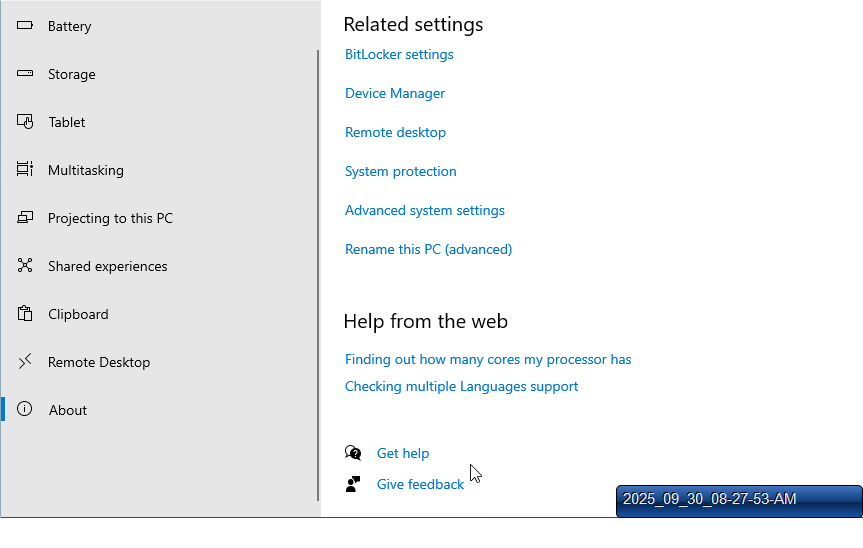 Battery
Storage
Tablet
Multitasking
Projecting to this PC
Shared experiences
Clipboard
Remote Desktop
About
Related settings
BitLocker settings
Device Manager
Remote desktop
System protection
Advanced system settings
Rename this PC (advanced)
Help from the web
Finding out how many cores my processor has
Checking multiple Languages support
Get help
Give feedback
2025_09_30_08-27-53-AM